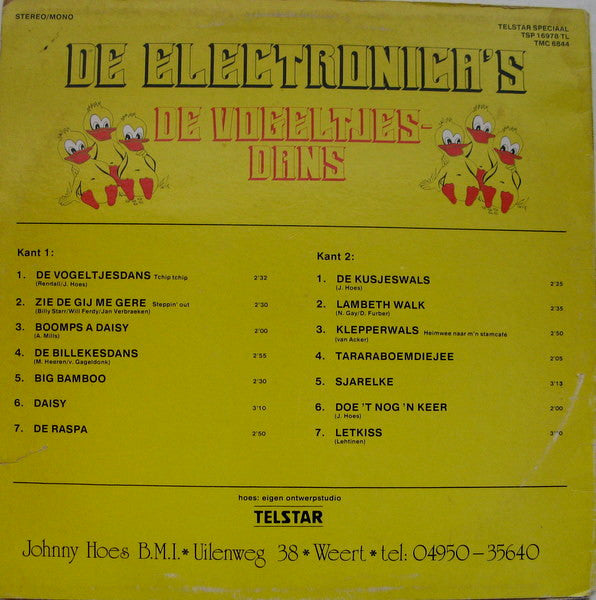 STEREO/MONO
TELSTAR SPECIAAL
TSP 16978 TL
TMC 6844
DE ELECTRONICA'S
DE VOGELTJES-
DANS
Kant 1:
1. DE VOGELTJESDANS Tchip tchip 2'32
(Rendall/J. Hoes)
2. ZIE DE GIJ ME GERE Steppin' out 2'30
(Billy Starr/Will Ferdy/Jan Verbraeken)
3. BOOMPS A DAISY 2'00
(A. Mills)
4. DE BILLEKESDANS 2'55
(M. Heeren/v. Gageldonk)
5. BIG BAMBOO 2'30
6. DAISY 3'10
7. DE RASPA 2'50
Kant 2:
1. DE KUSJESWALS 2'35
(J. Hoes)
2. LAMBETH WALK 2'35
(N. Gay/D. Furber)
3. KLEPPERWALS Heimwee naar m'n stamcafé 2'50
(van Acker)
4. TARARABOEMDIEJEE 2'05
5. SJARELKE 3'13
6. DOE 'T NOG 'N KEER 2'00
(J. Hoes)
7. LETKISS
(Lehtinen)
hoes: eigen ontwerpstudio
TELSTAR
Johnny Hoes B.M.I.* Uilenweg 38 * Weert * tel: 04950-35640